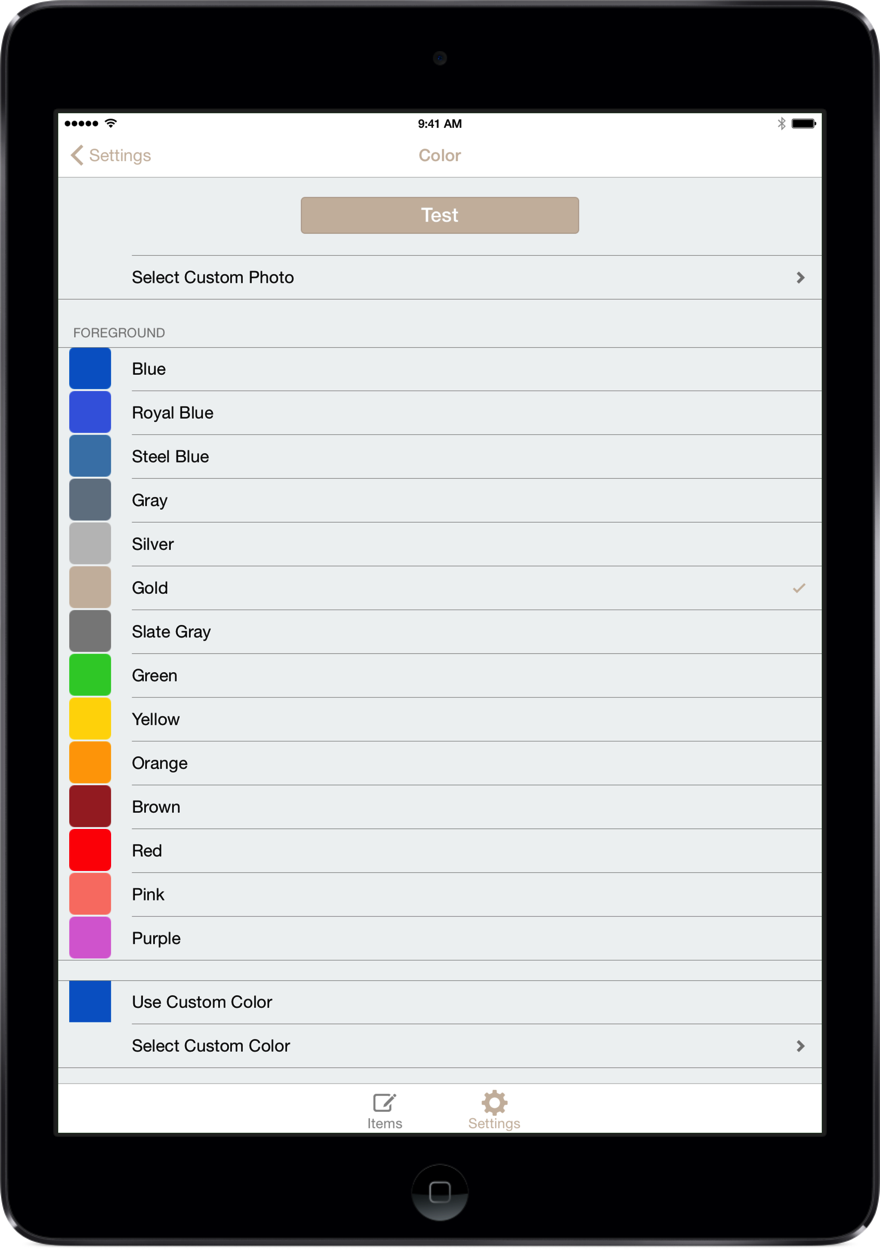 9:41 AM
Settings
Color
Test
Select Custom Photo
FOREGROUND
Blue
Royal Blue
Steel Blue
Gray
Silver
Gold
Slate Gray
Green
Yellow
Orange
Brown
Red
Pink
Purple
Use Custom Color
Select Custom Color
Items
Settings